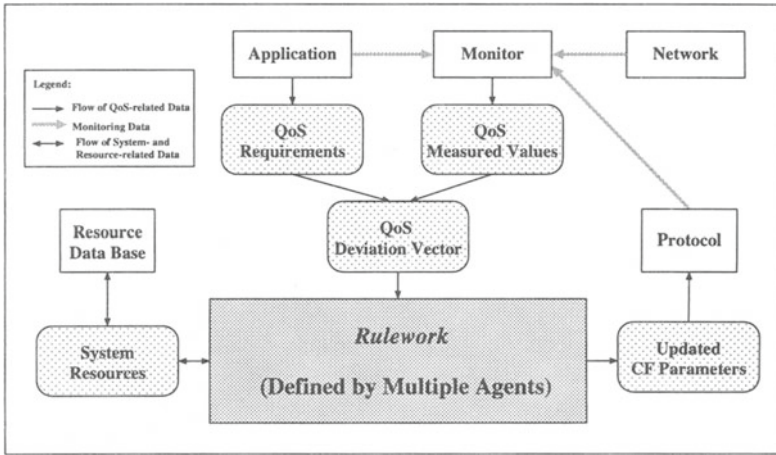 Application
Monitor
Network
Legend:
Flow of QoS-related Data
Monitoring Data
Flow of System- and
Resource-related Data
QoS
Requirements
QoS
Measured Values
QoS
Deviation Vector
Resource
Data Base
Protocol
System
Resources
Rulework
(Defined by Multiple Agents)
Updated
CF Parameters